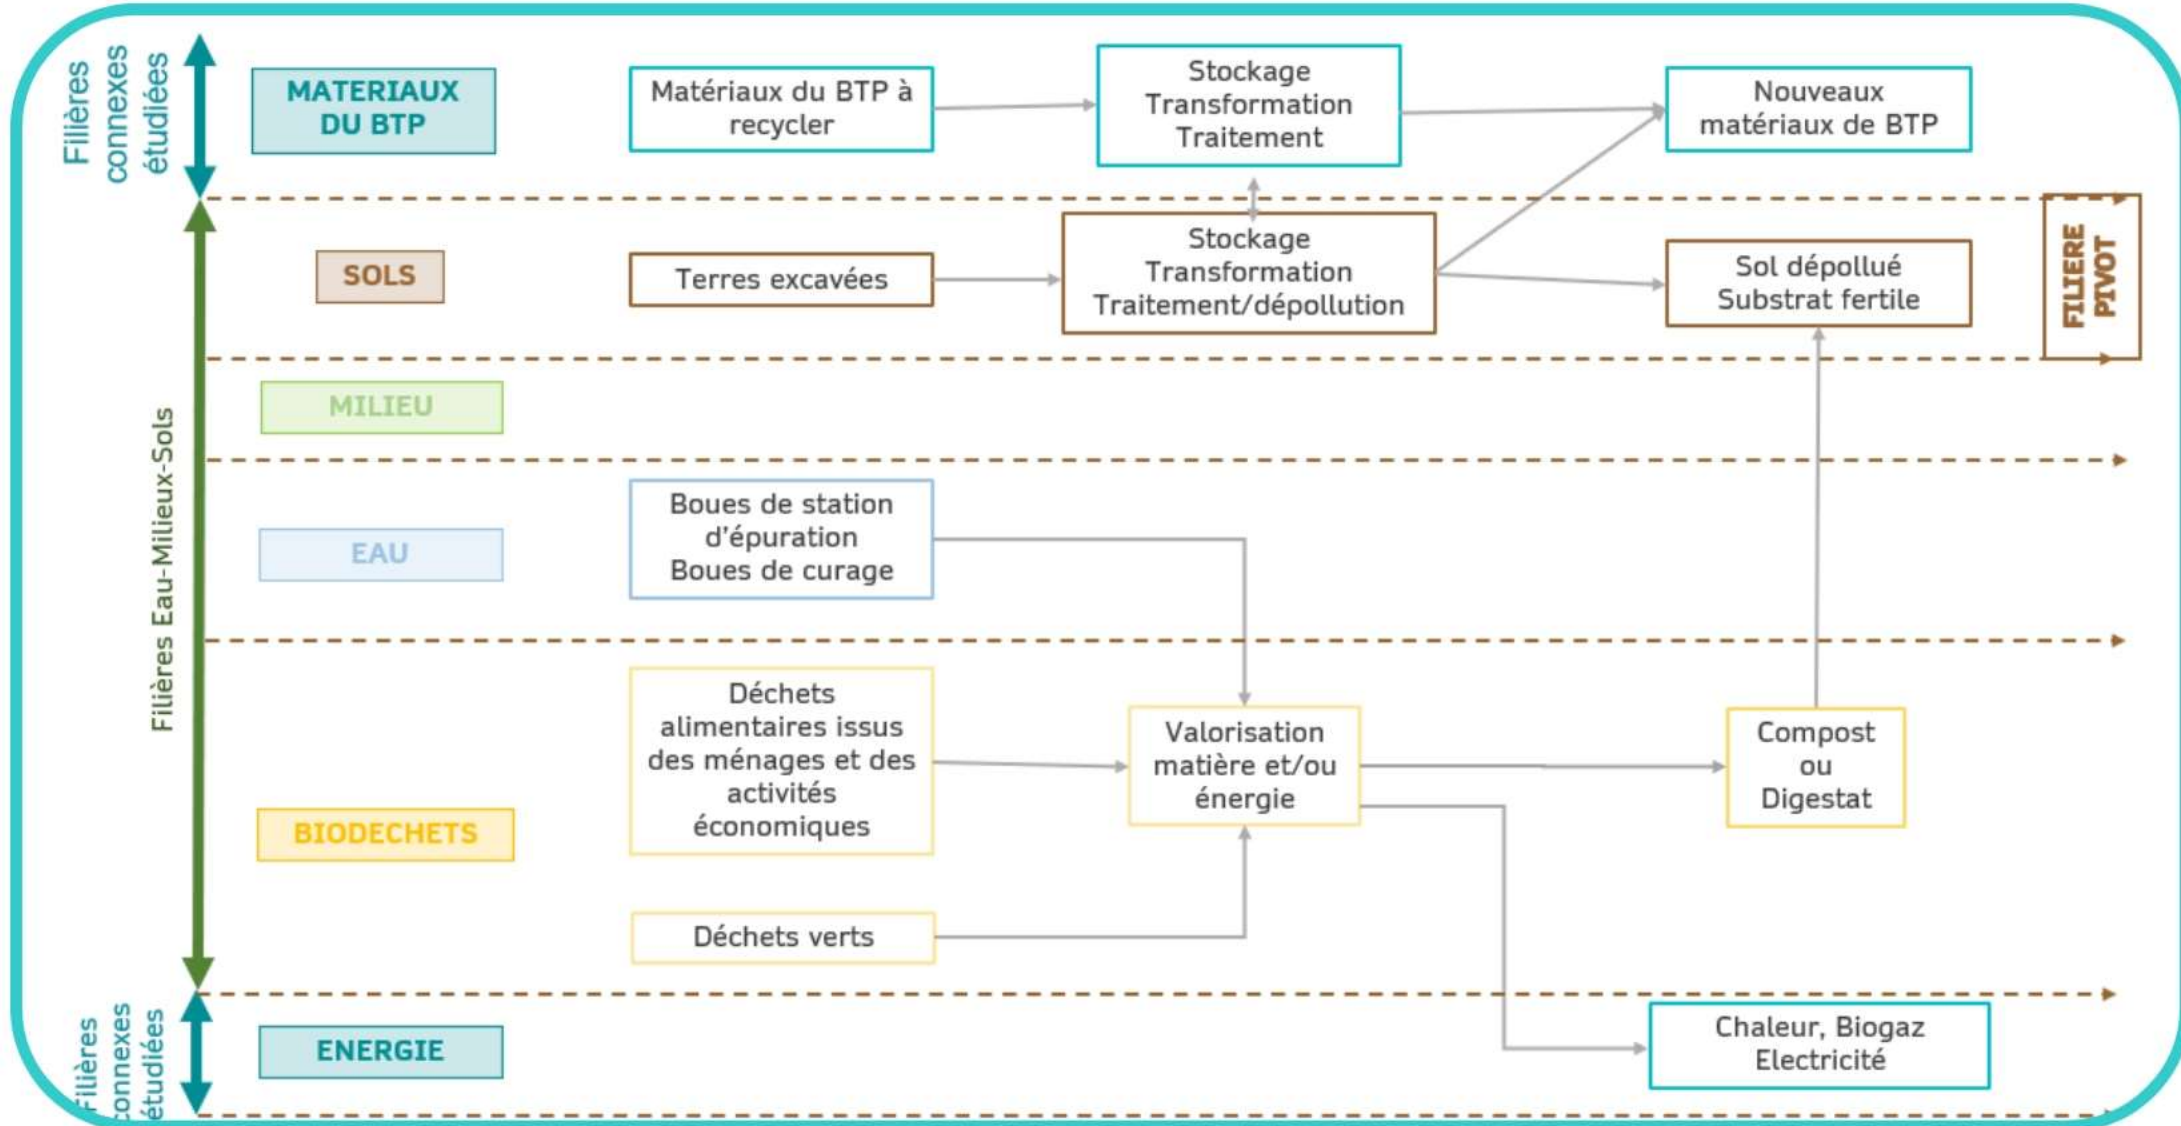 Filières
connexes
étudiées
MATERIAUX
DU BTP
Matériaux du BTP à
recycler
Stockage
Transformation
Traitement
Nouveaux
matériaux de BTP
Filières Eau-Milieux-Sols
SOLS
Terres excavées
Stockage
Transformation
Traitement/dépollution
Sol dépollué
Substrat fertile
FILIERE
PIVOT
MILIEU
EAU
Boues de station
d'épuration
Boues de curage
BIODECHETS
Déchets
alimentaires issus
des ménages et des
activités
économiques
Valorisation
matière et/ou
énergie
Compost
ou
Digestat
Déchets verts
Filières
connexes
étudiées
ENERGIE
Chaleur, Biogaz
Electricité